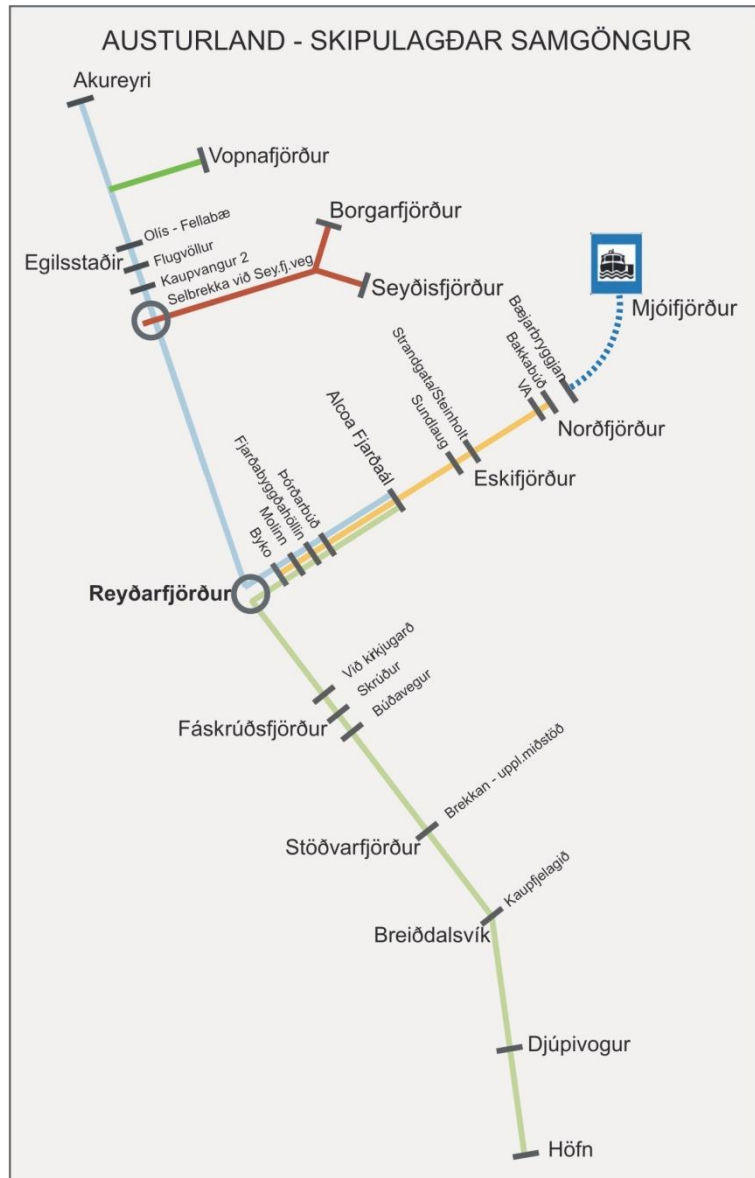 AUSTURLAND - SKIPULAGÐAR SAMGÖNGUR
Akureyri
Vopnafjörður
Olís - Fellabæ
Egilsstaðir
Flugvöllur
Kaupvangur 2
Selbrekka við Sey.fj.veg
Borgarfjörður
Seyðisfjörður
Mjóifjörður
Bæjarbryggjan
Bakkabúð
VA
Norðfjörður
Strandgata/Steinholt
Sundlaug
Eskifjörður
Alcoa Fjarðaál
Þórðarbúð
Fjarðabyggðahöllin
Molinn
Byko
Reyðarfjörður
Við kirkjugarð
Skrúður
Búðavegur
Fáskrúðsfjörður
Brekkan - uppl.miðstöð
Stöðvarfjörður
Kaupfjelagið
Breiðdalsvík
Djúpivogur
Höfn